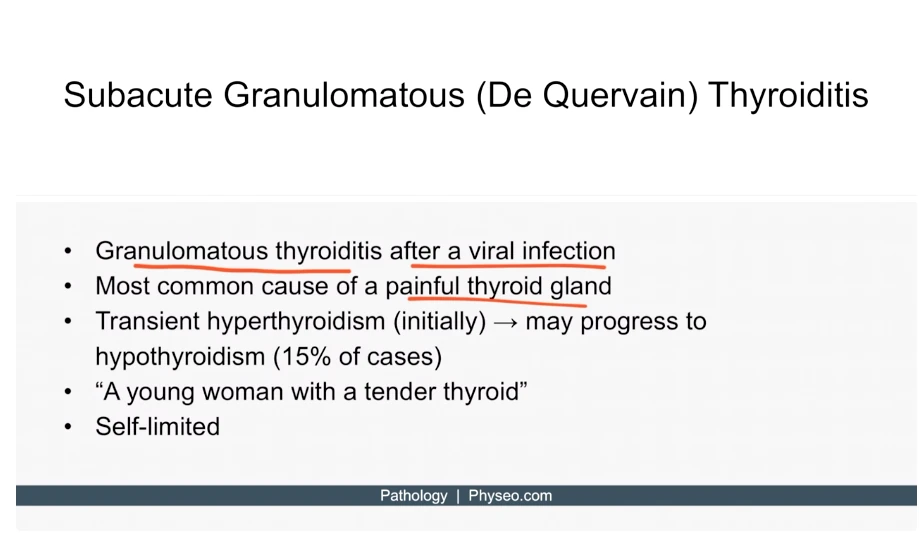 Subacute Granulomatous (De Quervain) Thyroiditis
• Granulomatous thyroiditis after a viral infection
• Most common cause of a painful thyroid gland
• Transient hyperthyroidism (initially) → may progress to
hypothyroidism (15% of cases)
• “A young woman with a tender thyroid”
• Self-limited
Pathology | Physeo.com